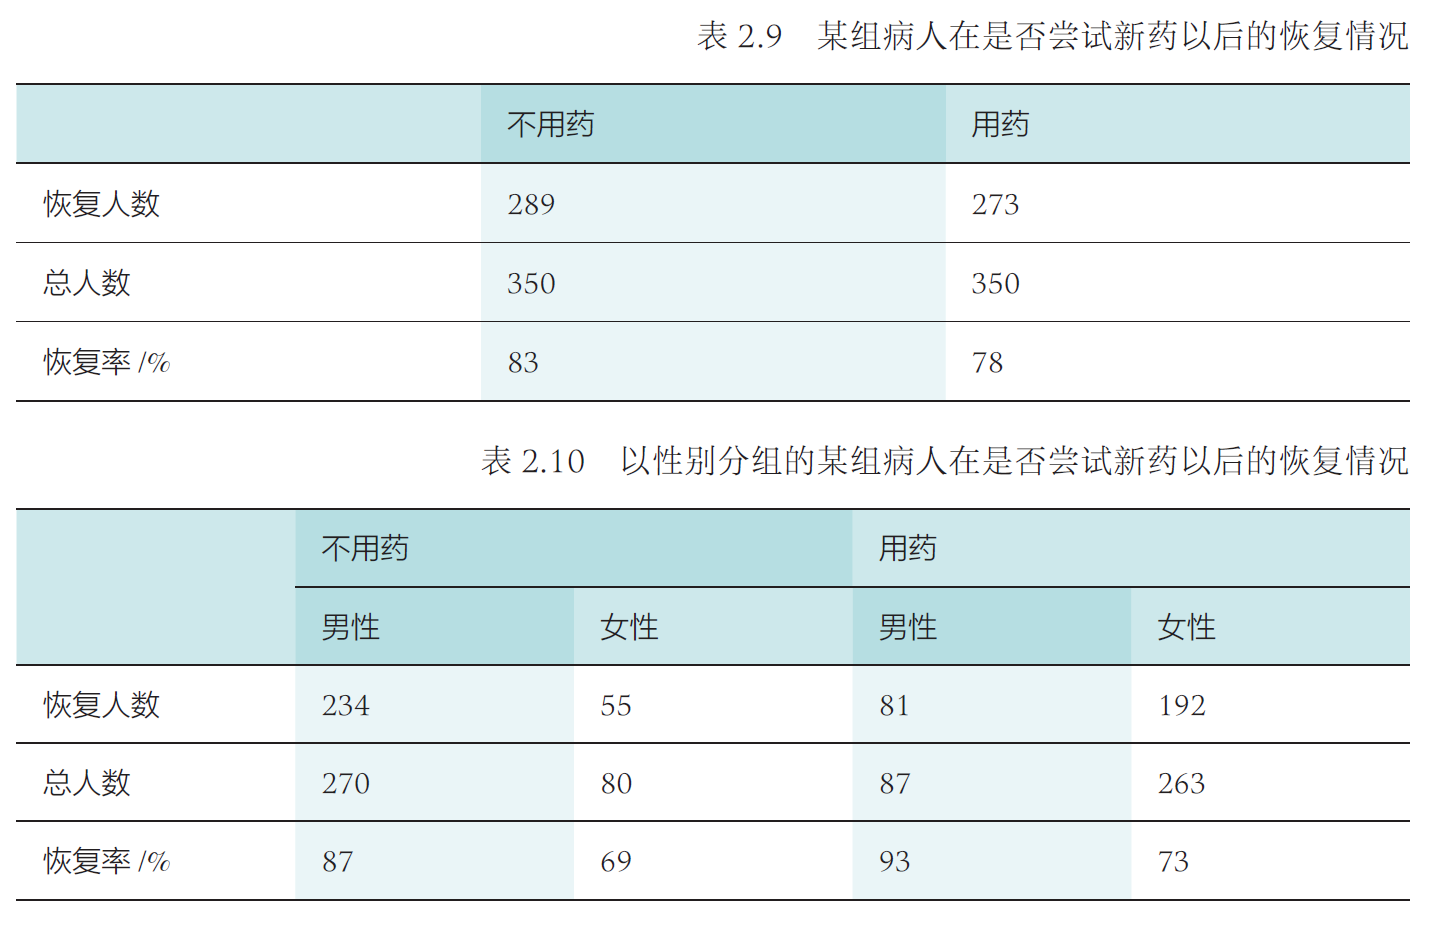 表 2.9 某组病人在是否尝试新药以后的恢复情况
不用药 用药
恢复人数 289 273
总人数 350 350
恢复率 /% 83 78
表 2.10 以性别分组的某组病人在是否尝试新药以后的恢复情况
不用药 用药
男性 女性 男性 女性
恢复人数 234 55 81 192
总人数 270 80 87 263
恢复率 /% 87 69 93 73